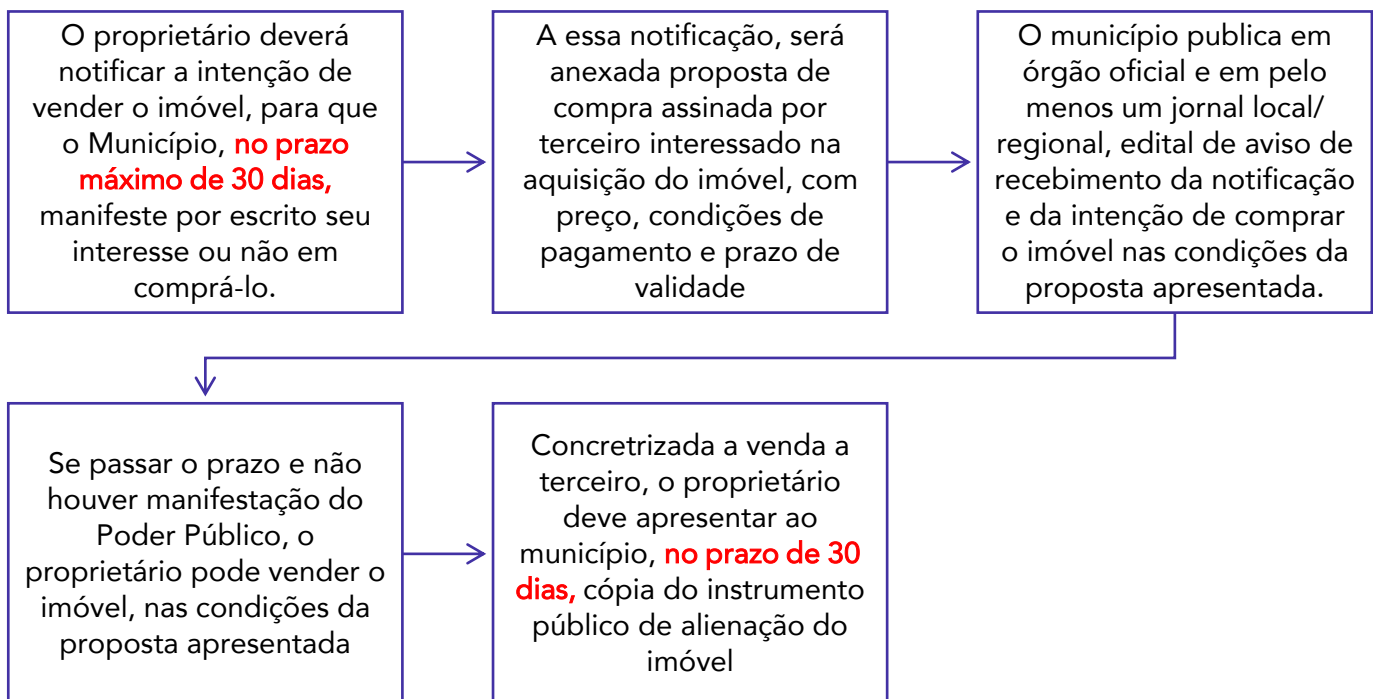 O proprietário deverá
notificar a intenção de
vender o imóvel, para que
o Município, no prazo
máximo de 30 dias,
manifeste por escrito seu
interesse ou não em
comprá-lo.
A essa notificação, será
anexada proposta de
compra assinada por
terceiro interessado na
aquisição do imóvel, com
preço, condições de
pagamento e prazo de
validade
O município publica em
órgão oficial e em pelo
menos um jornal local/
regional, edital de aviso de
recebimento da notificação
e da intenção de comprar
o imóvel nas condições da
proposta apresentada.
Se passar o prazo e não
houver manifestação do
Poder Público, o
proprietário pode vender o
imóvel, nas condições da
proposta apresentada
Concretrizada a venda a
terceiro, o proprietário
deve apresentar ao
município, no prazo de 30
dias, cópia do instrumento
público de alienação do
imóvel